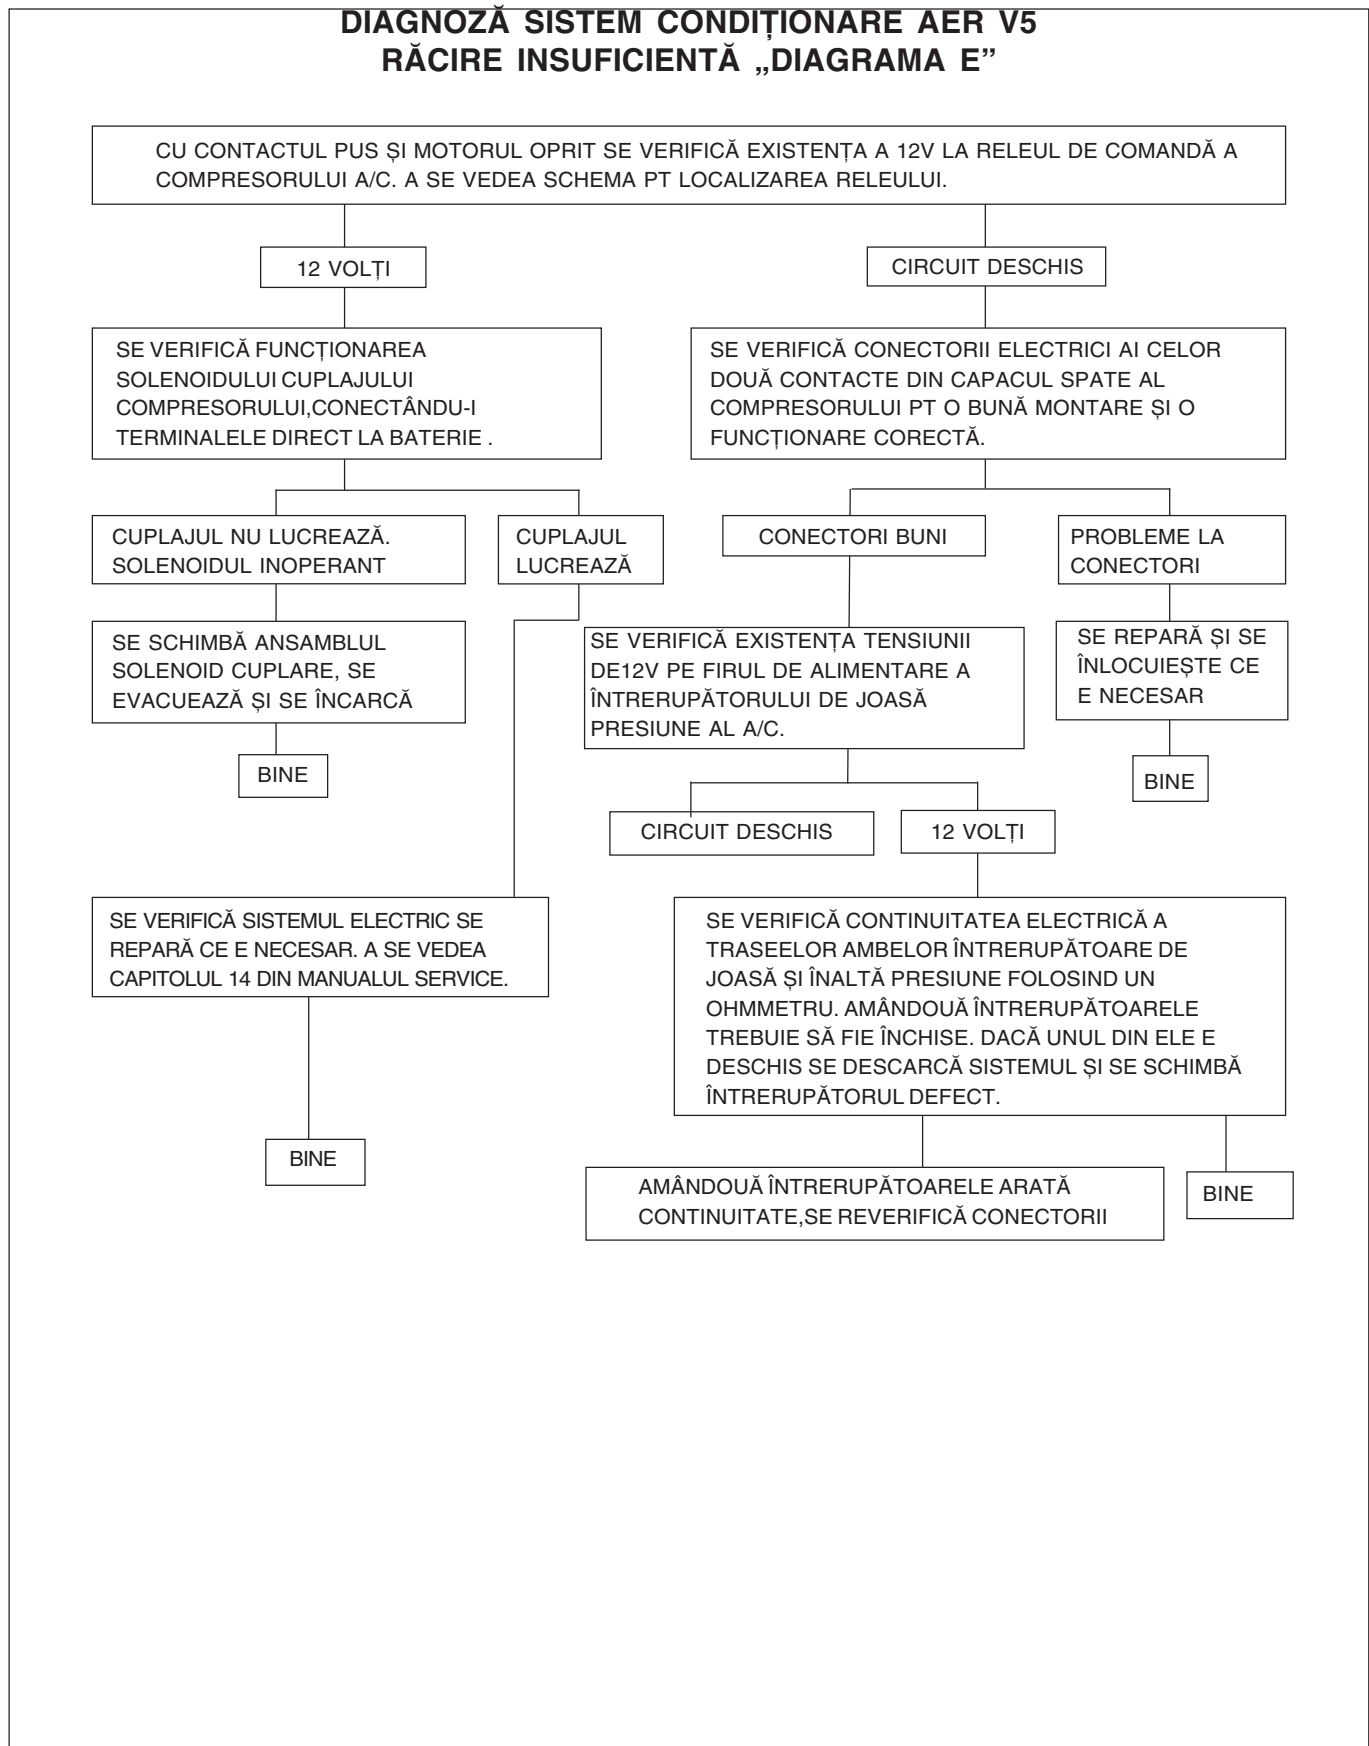 DIAGNOZĂ SISTEM CONDIȚIONARE AER V5
RĂCIRE INSUFICIENTĂ „DIAGRAMA E”
CU CONTACTUL PUS ȘI MOTORUL OPRIT SE VERIFICĂ EXISTENȚA A 12V LA RELEUL DE COMANDĂ A
COMPRESORULUI A/C. A SE VEDEA SCHEMA PT LOCALIZAREA RELEULUI.
12 VOLȚI
CIRCUIT DESCHIS
SE VERIFICĂ FUNCȚIONAREA
SOLENOIDULUI CUPLAJULUI
COMPRESORULUI,CONECTÂNDU-I
TERMINALELE DIRECT LA BATERIE .
SE VERIFICĂ CONECTORII ELECTRICI AI CELOR
DOUĂ CONTACTE DIN CAPACUL SPATE AL
COMPRESORULUI PT O BUNĂ MONTARE ȘI O
FUNCȚIONARE CORECTĂ.
CUPLAJUL NU LUCREAZĂ.
SOLENOIDUL INOPERANT
CUPLAJUL
LUCREAZĂ
CONECTORI BUNI
PROBLEME LA
CONECTORI
SE SCHIMBĂ ANSAMBLUL
SOLENOID CUPLARE, SE
EVACUEAZĂ ȘI SE ÎNCARCĂ
SE VERIFICĂ EXISTENȚA TENSIUNII
DE12V PE FIRUL DE ALIMENTARE A
ÎNTRERUPĂTORULUI DE JOASĂ
PRESIUNE AL A/C.
SE REPARĂ ȘI SE
ÎNLOCUIEȘTE CE
E NECESAR
BINE
BINE
CIRCUIT DESCHIS
12 VOLȚI
SE VERIFICĂ SISTEMUL ELECTRIC SE
REPARĂ CE E NECESAR. A SE VEDEA
CAPITOLUL 14 DIN MANUALUL SERVICE.
SE VERIFICĂ CONTINUITATEA ELECTRICĂ A
TRASEELOR AMBELOR ÎNTRERUPĂTOARE DE
JOASĂ ȘI ÎNALTĂ PRESIUNE FOLOSIND UN
OHMMETRU. AMÂNDOUĂ ÎNTRERUPĂTOARELE
TREBUIE SĂ FIE ÎNCHISE. DACĂ UNUL DIN ELE E
DESCHIS SE DESCARCĂ SISTEMUL ȘI SE SCHIMBĂ
ÎNTRERUPĂTORUL DEFECT.
BINE
AMÂNDOUĂ ÎNTRERUPĂTOARELE ARATĂ
CONTINUITATE,SE REVERIFICĂ CONECTORII
BINE